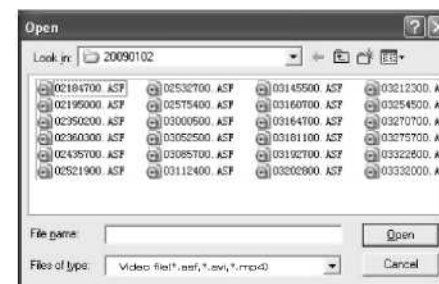 Open
Look in: 20090102
02184700.ASF 02532700.ASF 03145500.ASF 03212300.A
02195000.ASF 02575400.ASF 03160700.ASF 03254500.A
02350200.ASF 03000500.ASF 03164700.ASF 03270700.A
02360300.ASF 03052500.ASF 03181100.ASF 03275700.A
02435700.ASF 03085700.ASF 03192700.ASF 03322600.A
02521900.ASF 03112400.ASF 03202800.ASF 03332000.A
File name: Open
Files of type: Video file(*.asf,*.avi,*.mp4) Cancel